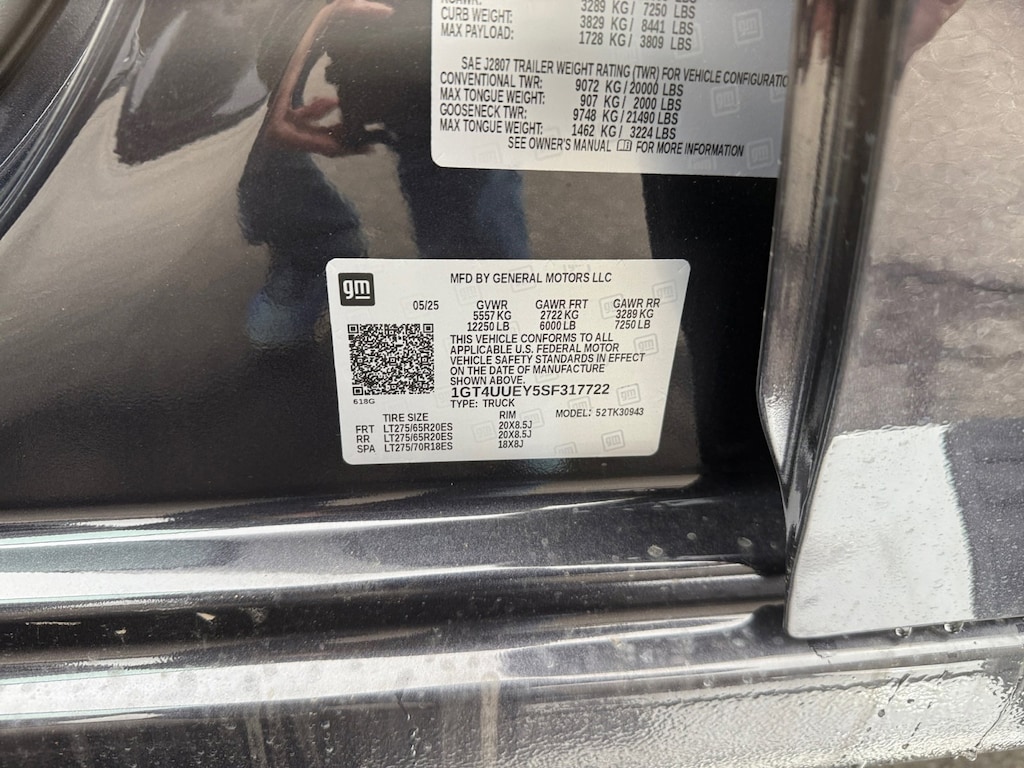 3289 KG / 7250 LBS
CURB WEIGHT: 3829 KG / 8441 LBS
MAX PAYLOAD: 1728 KG / 3809 LBS
SAE J2807 TRAILER WEIGHT RATING (TWR) FOR VEHICLE CONFIGURATIO
CONVENTIONAL TWR: 9072 KG / 20000 LBS
MAX TONGUE WEIGHT: 907 KG / 2000 LBS
GOOSENECK TWR: 9748 KG / 21490 LBS
MAX TONGUE WEIGHT: 1462 KG / 3224 LBS
SEE OWNER'S MANUAL FOR MORE INFORMATION
gm
MFD BY GENERAL MOTORS LLC
05/25 GVWR GAWR FRT GAWR RR
5557 KG 2722 KG 3289 KG
12250 LB 6000 LB 7250 LB
THIS VEHICLE CONFORMS TO ALL
APPLICABLE U.S. FEDERAL MOTOR
VEHICLE SAFETY STANDARDS IN EFFECT
ON THE DATE OF MANUFACTURE
SHOWN ABOVE.
1GT4UUEY5SF317722
618G
TYPE: TRUCK MODEL: 52TK30943
TIRE SIZE RIM
FRT LT275/65R20ES 20X8.5J
RR LT275/65R20ES 20X8.5J
SPA LT275/70R18ES 18X8J